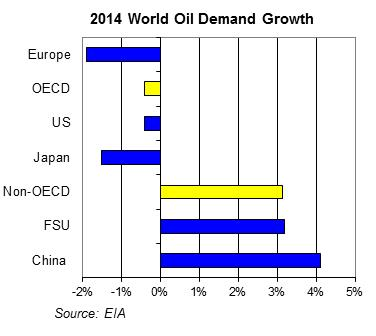 2014 World Oil Demand Growth
Europe
OECD
US
Japan
Non-OECD
FSU
China
-2% -1% 0% 1% 2% 3% 4% 5%
Source: EIA